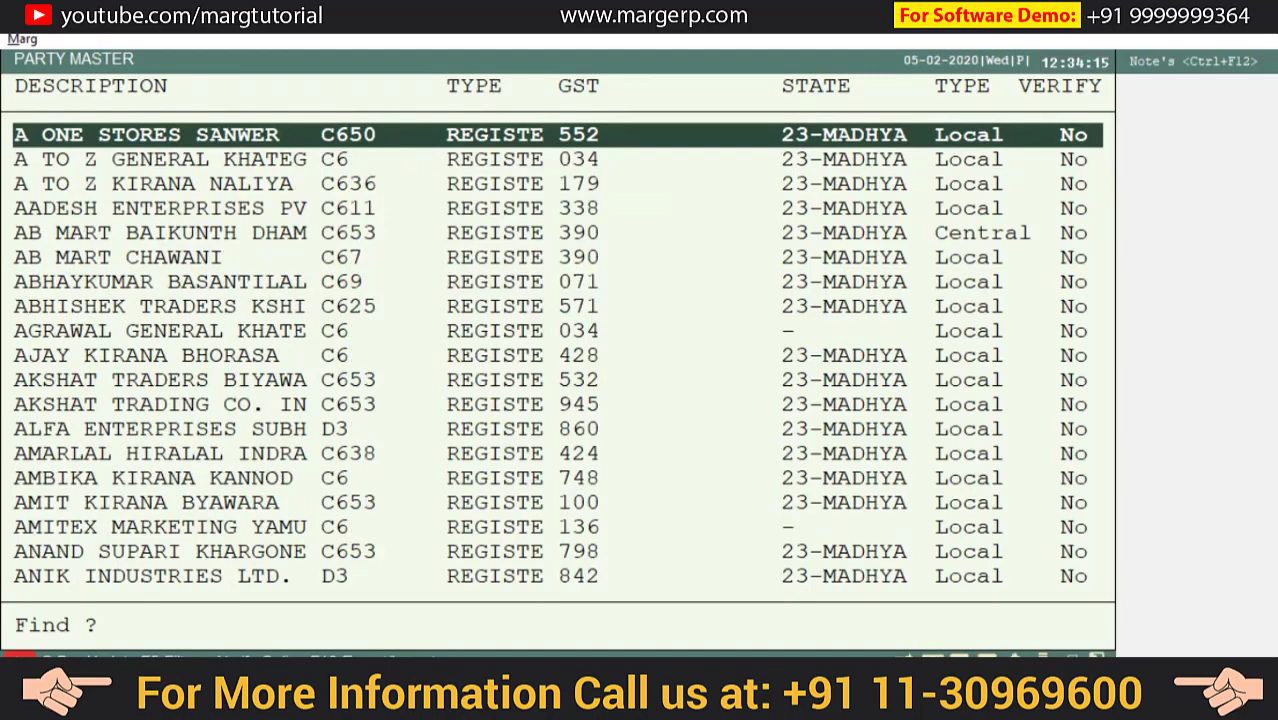 youtube.com/margtutorial www.margerp.com For Software Demo: +91 9999999364
Marg
PARTY MASTER 05-02-2020|Wed|P| 12:34:15 Note's <Ctrl+F12>
DESCRIPTION TYPE GST STATE TYPE VERIFY
A ONE STORES SANWER C650 REGISTE 552 23-MADHYA Local No
A TO Z GENERAL KHATEG C6 REGISTE 034 23-MADHYA Local No
A TO Z KIRANA NALIYA C636 REGISTE 179 23-MADHYA Local No
AADESH ENTERPRISES PV C611 REGISTE 338 23-MADHYA Local No
AB MART BAIKUNTH DHAM C653 REGISTE 390 23-MADHYA Central No
AB MART CHAWANI C67 REGISTE 390 23-MADHYA Local No
ABHAYKUMAR BASANTILAL C69 REGISTE 071 23-MADHYA Local No
ABHISHEK TRADERS KSHI C625 REGISTE 571 23-MADHYA Local No
AGRAWAL GENERAL KHATE C6 REGISTE 034 - Local No
AJAY KIRANA BHORASA C6 REGISTE 428 23-MADHYA Local No
AKSHAT TRADERS BIYAWA C653 REGISTE 532 23-MADHYA Local No
AKSHAT TRADING CO. IN C653 REGISTE 945 23-MADHYA Local No
ALFA ENTERPRISES SUBH D3 REGISTE 860 23-MADHYA Local No
AMARLAL HIRALAL INDRA C638 REGISTE 424 23-MADHYA Local No
AMBIKA KIRANA KANNOD C6 REGISTE 748 23-MADHYA Local No
AMIT KIRANA BYAWARA C653 REGISTE 100 23-MADHYA Local No
AMITEX MARKETING YAMU C6 REGISTE 136 - Local No
ANAND SUPARI KHARGONE C653 REGISTE 798 23-MADHYA Local No
ANIK INDUSTRIES LTD. D3 REGISTE 842 23-MADHYA Local No
Find ?
For More Information Call us at: +91 11-30969600